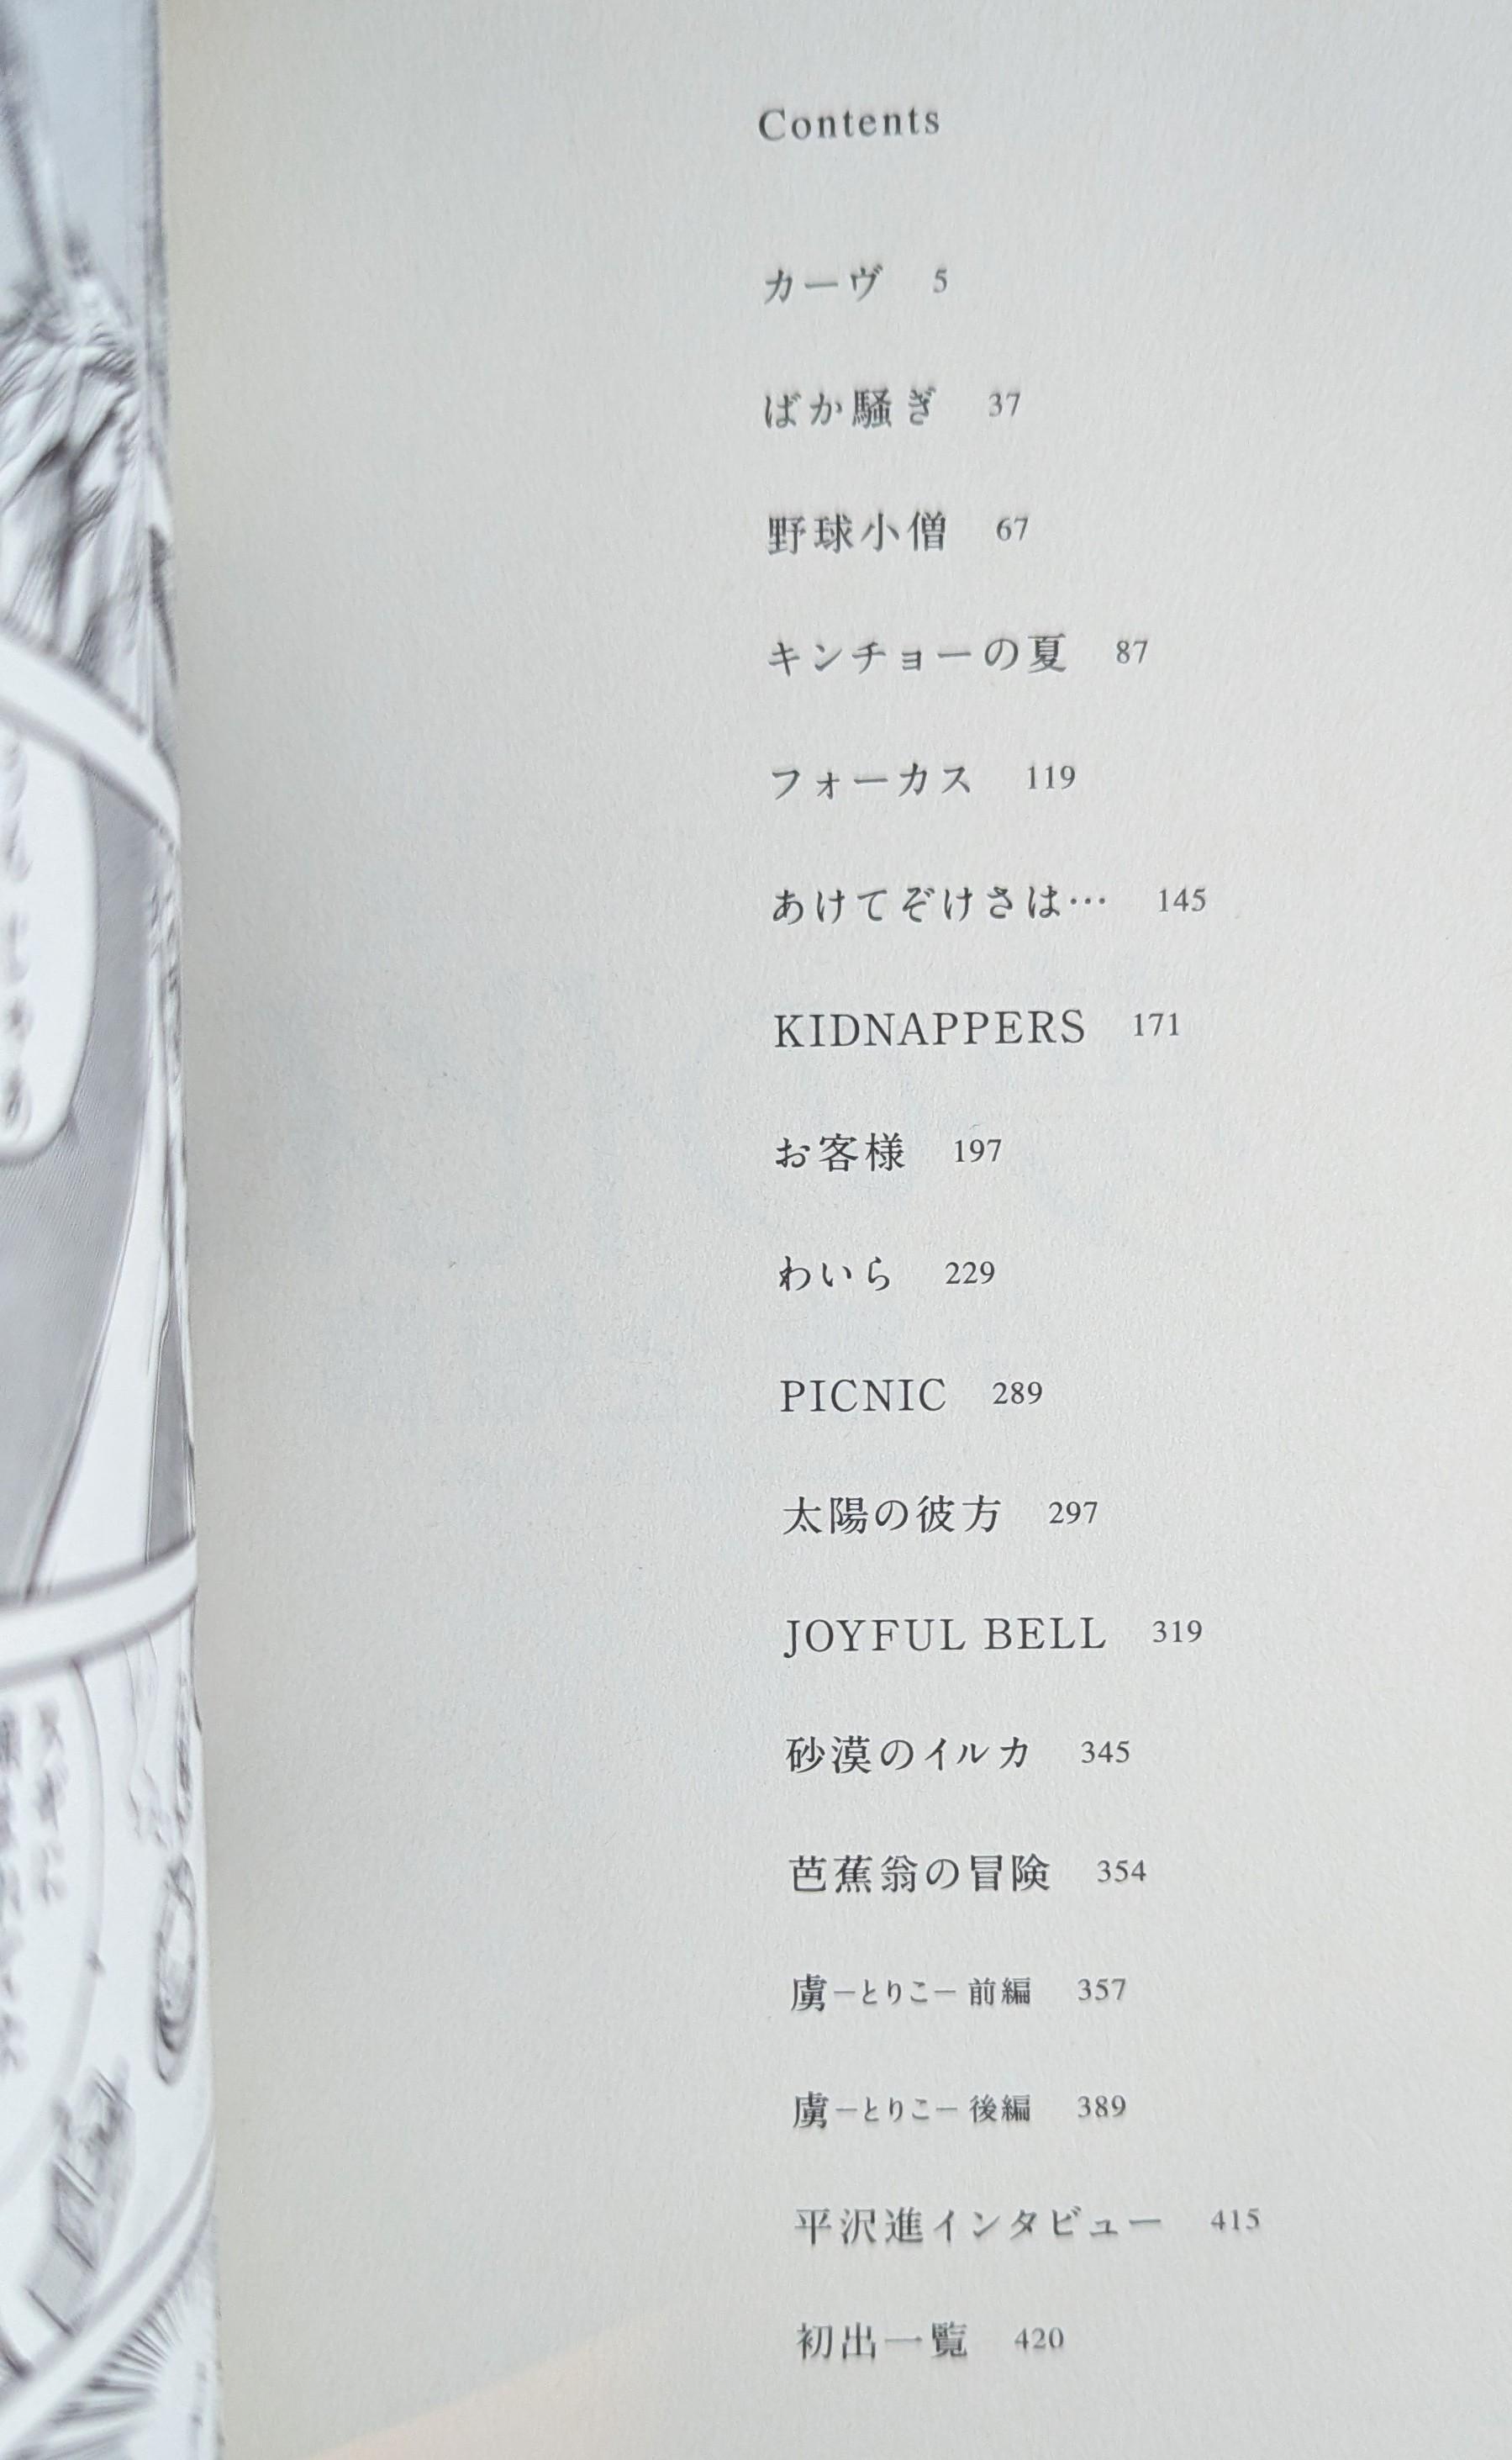 Contents
カーヴ 5
ばか騒ぎ 37
野球小僧 67
キンチョーの夏 87
フォーカス 119
あけてぞけさは… 145
KIDNAPPERS 171
お客様 197
わいら 229
PICNIC 289
太陽の彼方 297
JOYFUL BELL 319
砂漠のイルカ 345
芭蕉翁の冒険 354
虜－とりこ－ 前編 357
虜－とりこ－ 後編 389
平沢進インタビュー 415
初出一覧 420